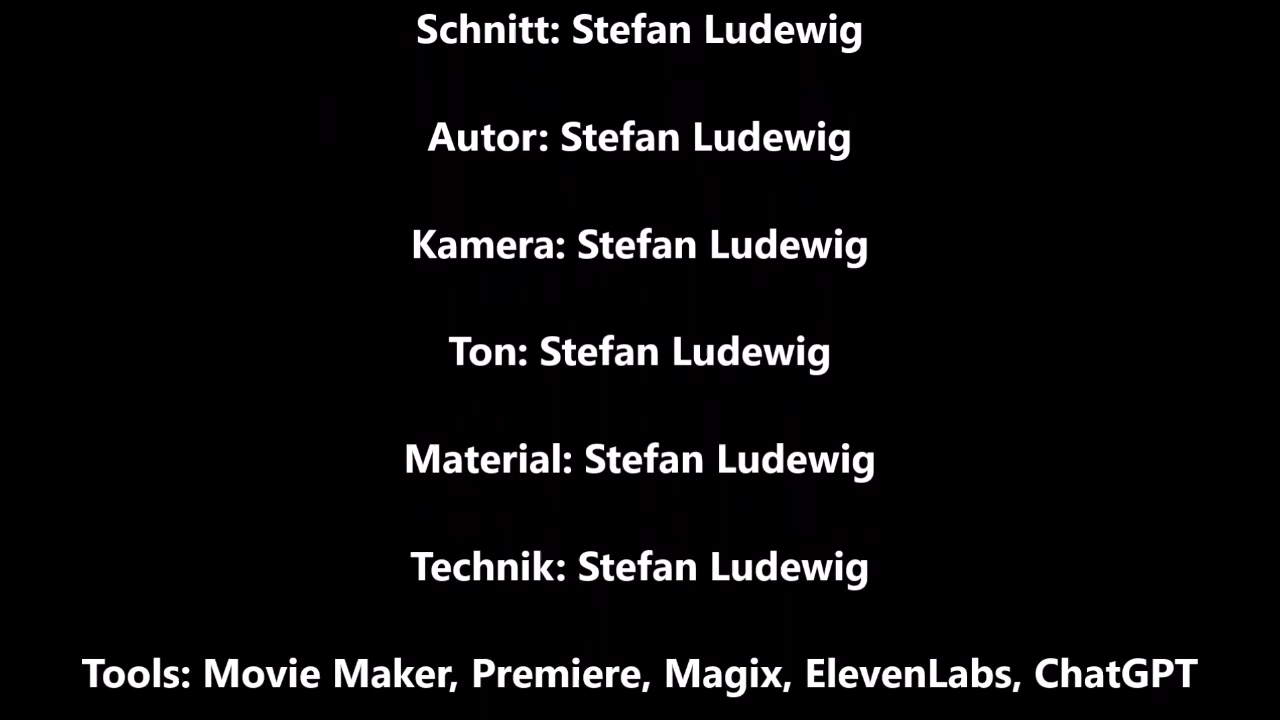 Schnitt: Stefan Ludewig
Autor: Stefan Ludewig
Kamera: Stefan Ludewig
Ton: Stefan Ludewig
Material: Stefan Ludewig
Technik: Stefan Ludewig
Tools: Movie Maker, Premiere, Magix, ElevenLabs, ChatGPT